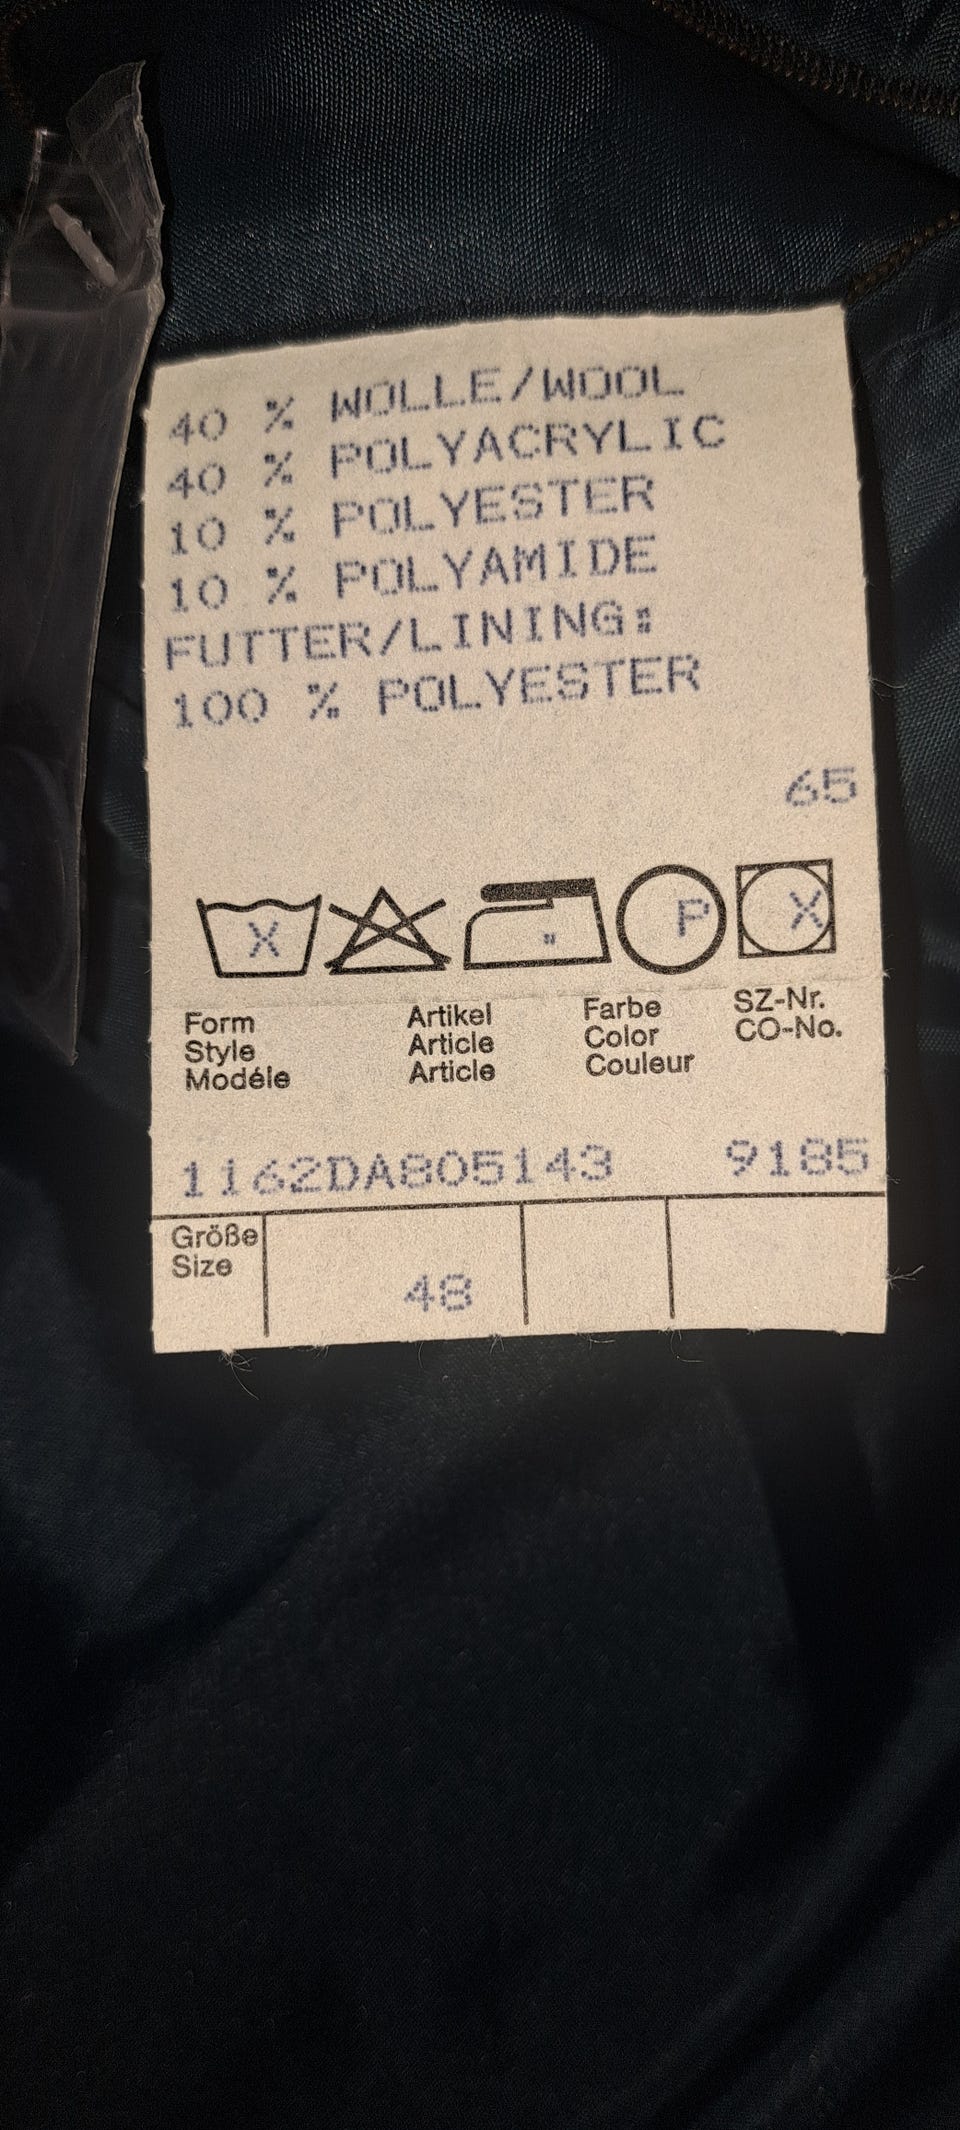 40 % WOLLE/WOOL
40 % POLYACRYLIC
10 % POLYESTER
10 % POLYAMIDE
FUTTER/LINING:
100 % POLYESTER
65
X P X
Form Artikel Farbe SZ-Nr.
Style Article Color CO-No.
Modéle Article Couleur
1162DA805143 9185
Größe
Size
48